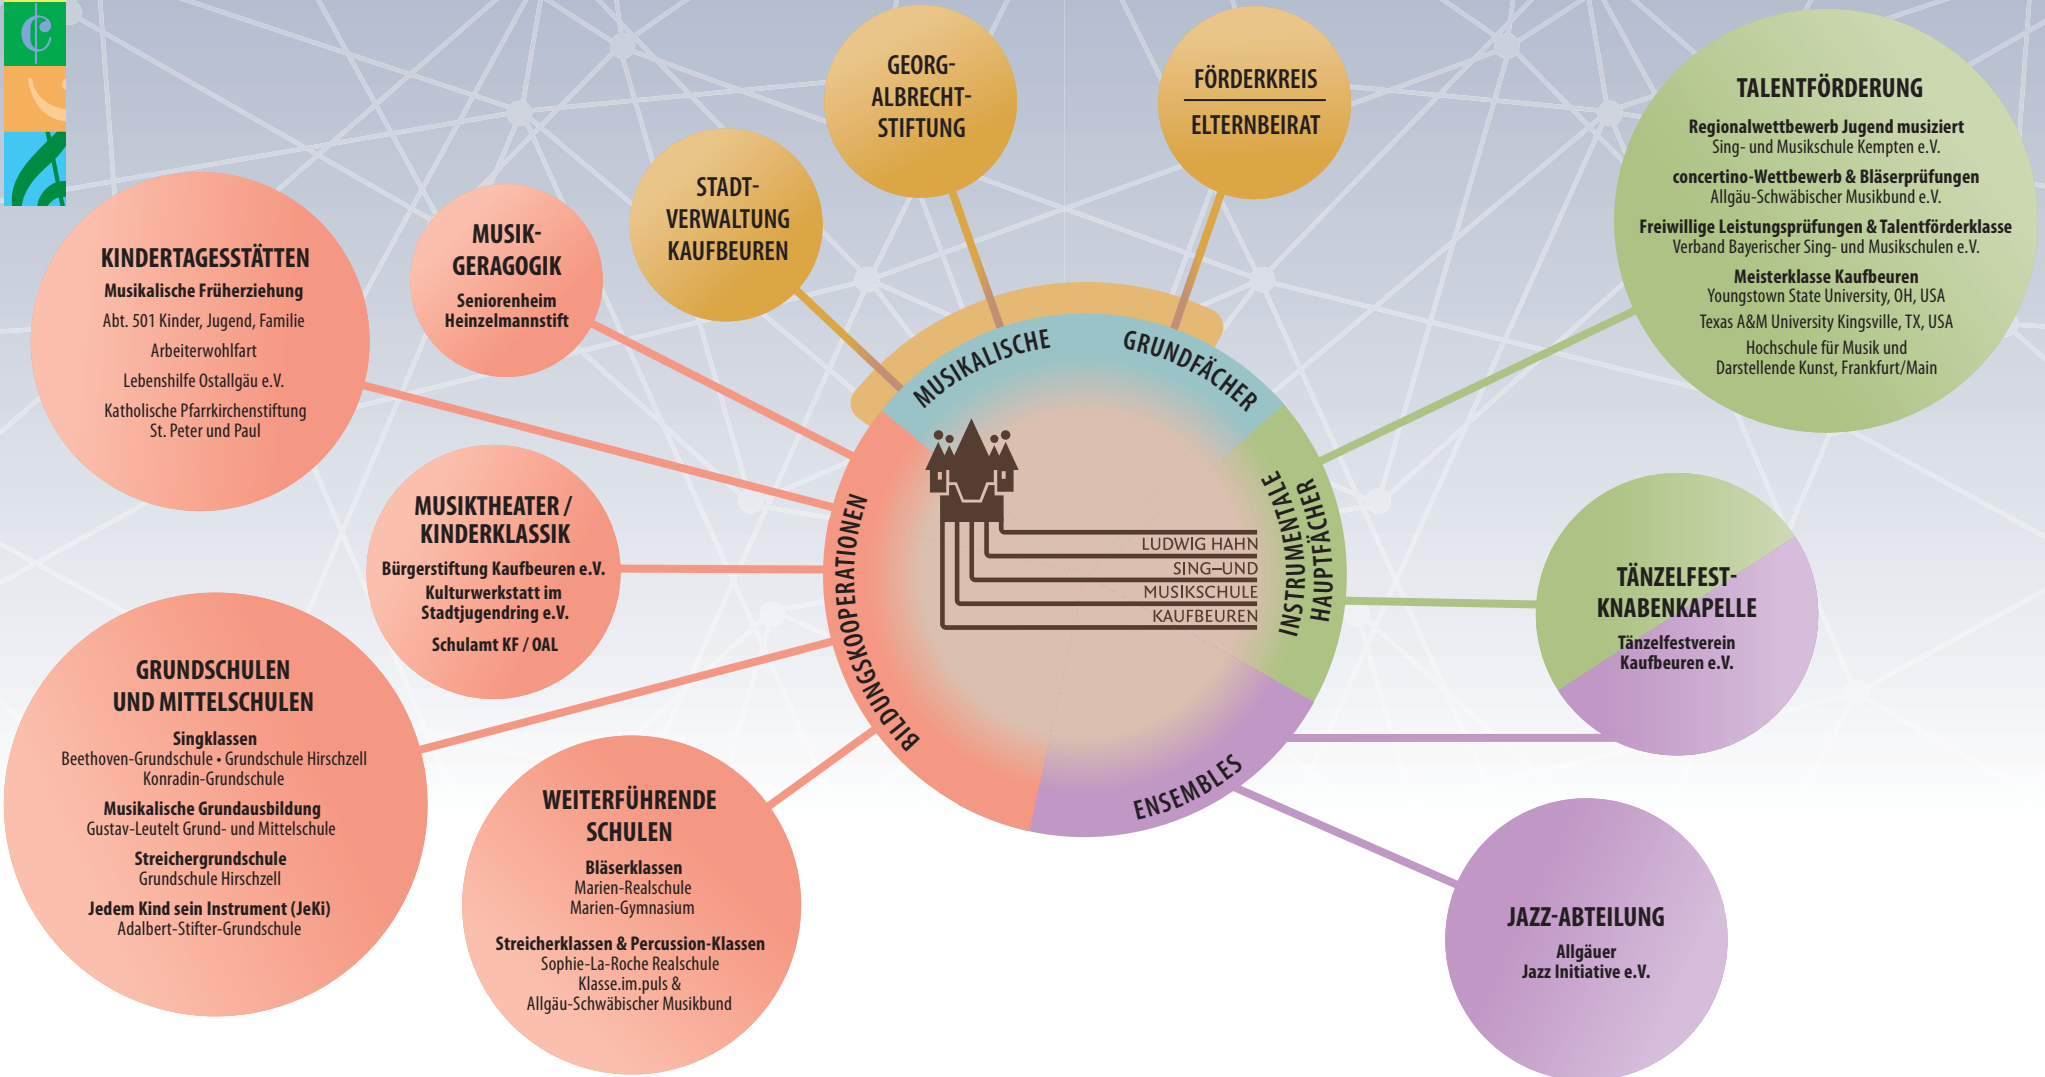 GEORG-
ALBRECHT-
STIFTUNG
FÖRDERKREIS
ELTERNBEIRAT
STADT-
VERWALTUNG
KAUFBEUREN
MUSIK-
GERAGOGIK
Seniorenheim
Heinzelmannstift
KINDERTAGESSTÄTTEN
Musikalische Früherziehung
Abt. 501 Kinder, Jugend, Familie
Arbeiterwohlfart
Lebenshilfe Ostallgäu e.V.
Katholische Pfarrkirchenstiftung
St. Peter und Paul
MUSIKTHEATER /
KINDERKLASSIK
Bürgerstiftung Kaufbeuren e.V.
Kulturwerkstatt im
Stadtjugendring e.V.
Schulamt KF / OAL
GRUNDSCHULEN
UND MITTELSCHULEN
Singklassen
Beethoven-Grundschule • Grundschule Hirschzell
Konradin-Grundschule
Musikalische Grundausbildung
Gustav-Leutelt Grund- und Mittelschule
Streichergrundschule
Grundschule Hirschzell
Jedem Kind sein Instrument (JeKi)
Adalbert-Stifter-Grundschule
WEITERFÜHRENDE
SCHULEN
Bläserklassen
Marien-Realschule
Marien-Gymnasium
Streicherklassen & Percussion-Klassen
Sophie-La-Roche Realschule
Klasse.im.puls &
Allgäu-Schwäbischer Musikbund
MUSIKALISCHE GRUNDFÄCHER
BILDUNGSKOOPERATIONEN
INSTRUMENTALE
HAUPTFÄCHER
ENSEMBLES
LUDWIG HAHN
SING–UND
MUSIKSCHULE
KAUFBEUREN
TALENTFÖRDERUNG
Regionalwettbewerb Jugend musiziert
Sing- und Musikschule Kempten e.V.
concertino-Wettbewerb & Bläserprüfungen
Allgäu-Schwäbischer Musikbund e.V.
Freiwillige Leistungsprüfungen & Talentförderklasse
Verband Bayerischer Sing- und Musikschulen e.V.
Meisterklasse Kaufbeuren
Youngstown State University, OH, USA
Texas A&M University Kingsville, TX, USA
Hochschule für Musik und
Darstellende Kunst, Frankfurt/Main
TÄNZELFEST-
KNABENKAPELLE
Tänzelfestverein
Kaufbeuren e.V.
JAZZ-ABTEILUNG
Allgäuer
Jazz Initiative e.V.